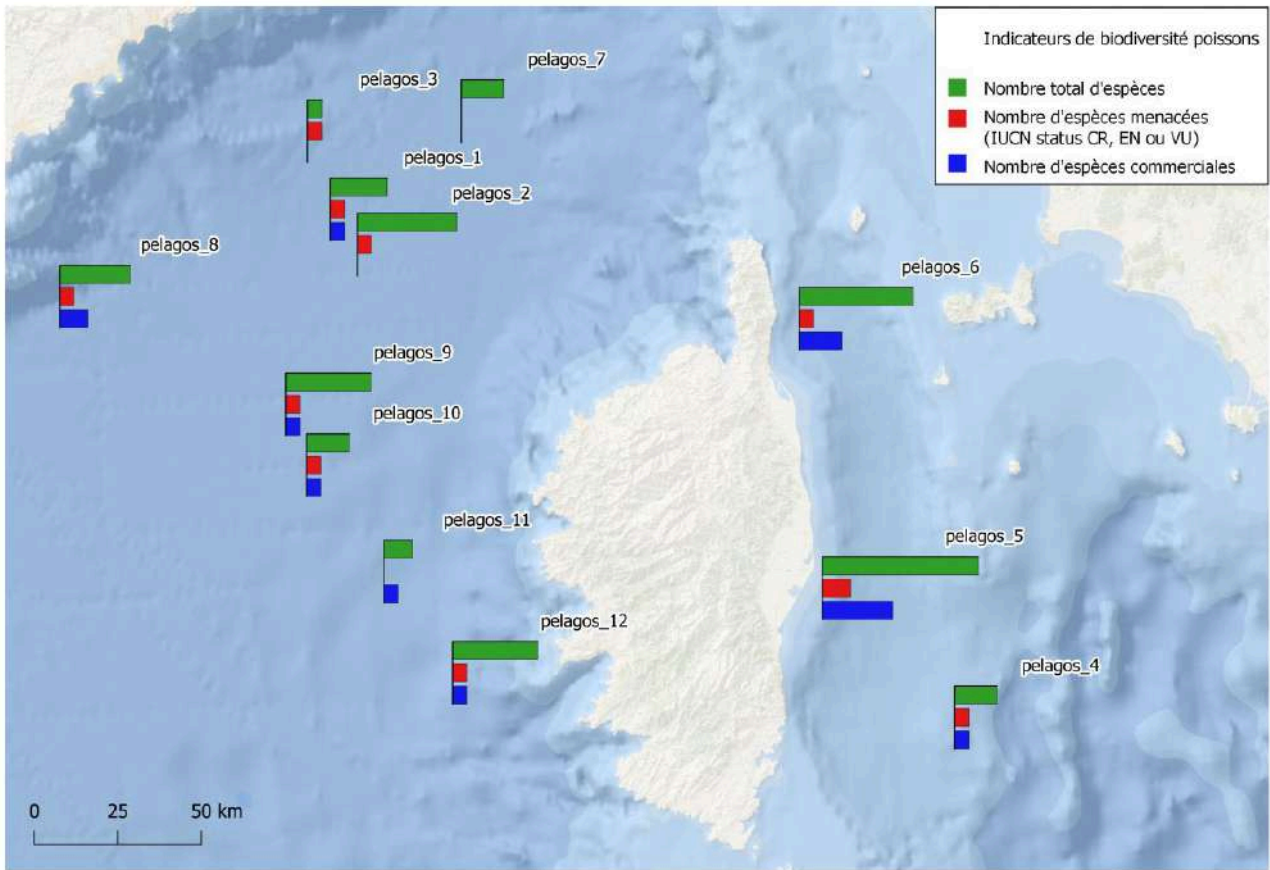 Indicateurs de biodiversité poissons
Nombre total d'espèces
Nombre d'espèces menacées
(IUCN status CR, EN ou VU)
Nombre d'espèces commerciales
pelagos_7
pelagos_3
pelagos_1
pelagos_2
pelagos_8
pelagos_6
pelagos_9
pelagos_10
pelagos_11
pelagos_5
pelagos_12
pelagos_4
0 25 50 km